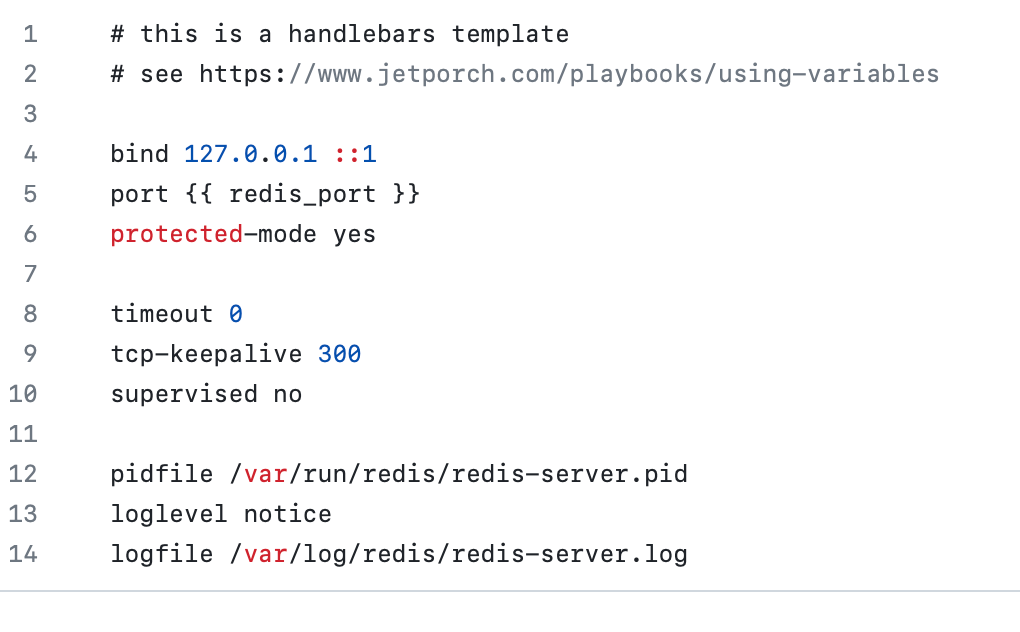 1 # this is a handlebars template
2 # see https://www.jetporch.com/playbooks/using-variables
3
4 bind 127.0.0.1 ::1
5 port {{ redis_port }}
6 protected-mode yes
7
8 timeout 0
9 tcp-keepalive 300
10 supervised no
11
12 pidfile /var/run/redis/redis-server.pid
13 loglevel notice
14 logfile /var/log/redis/redis-server.log